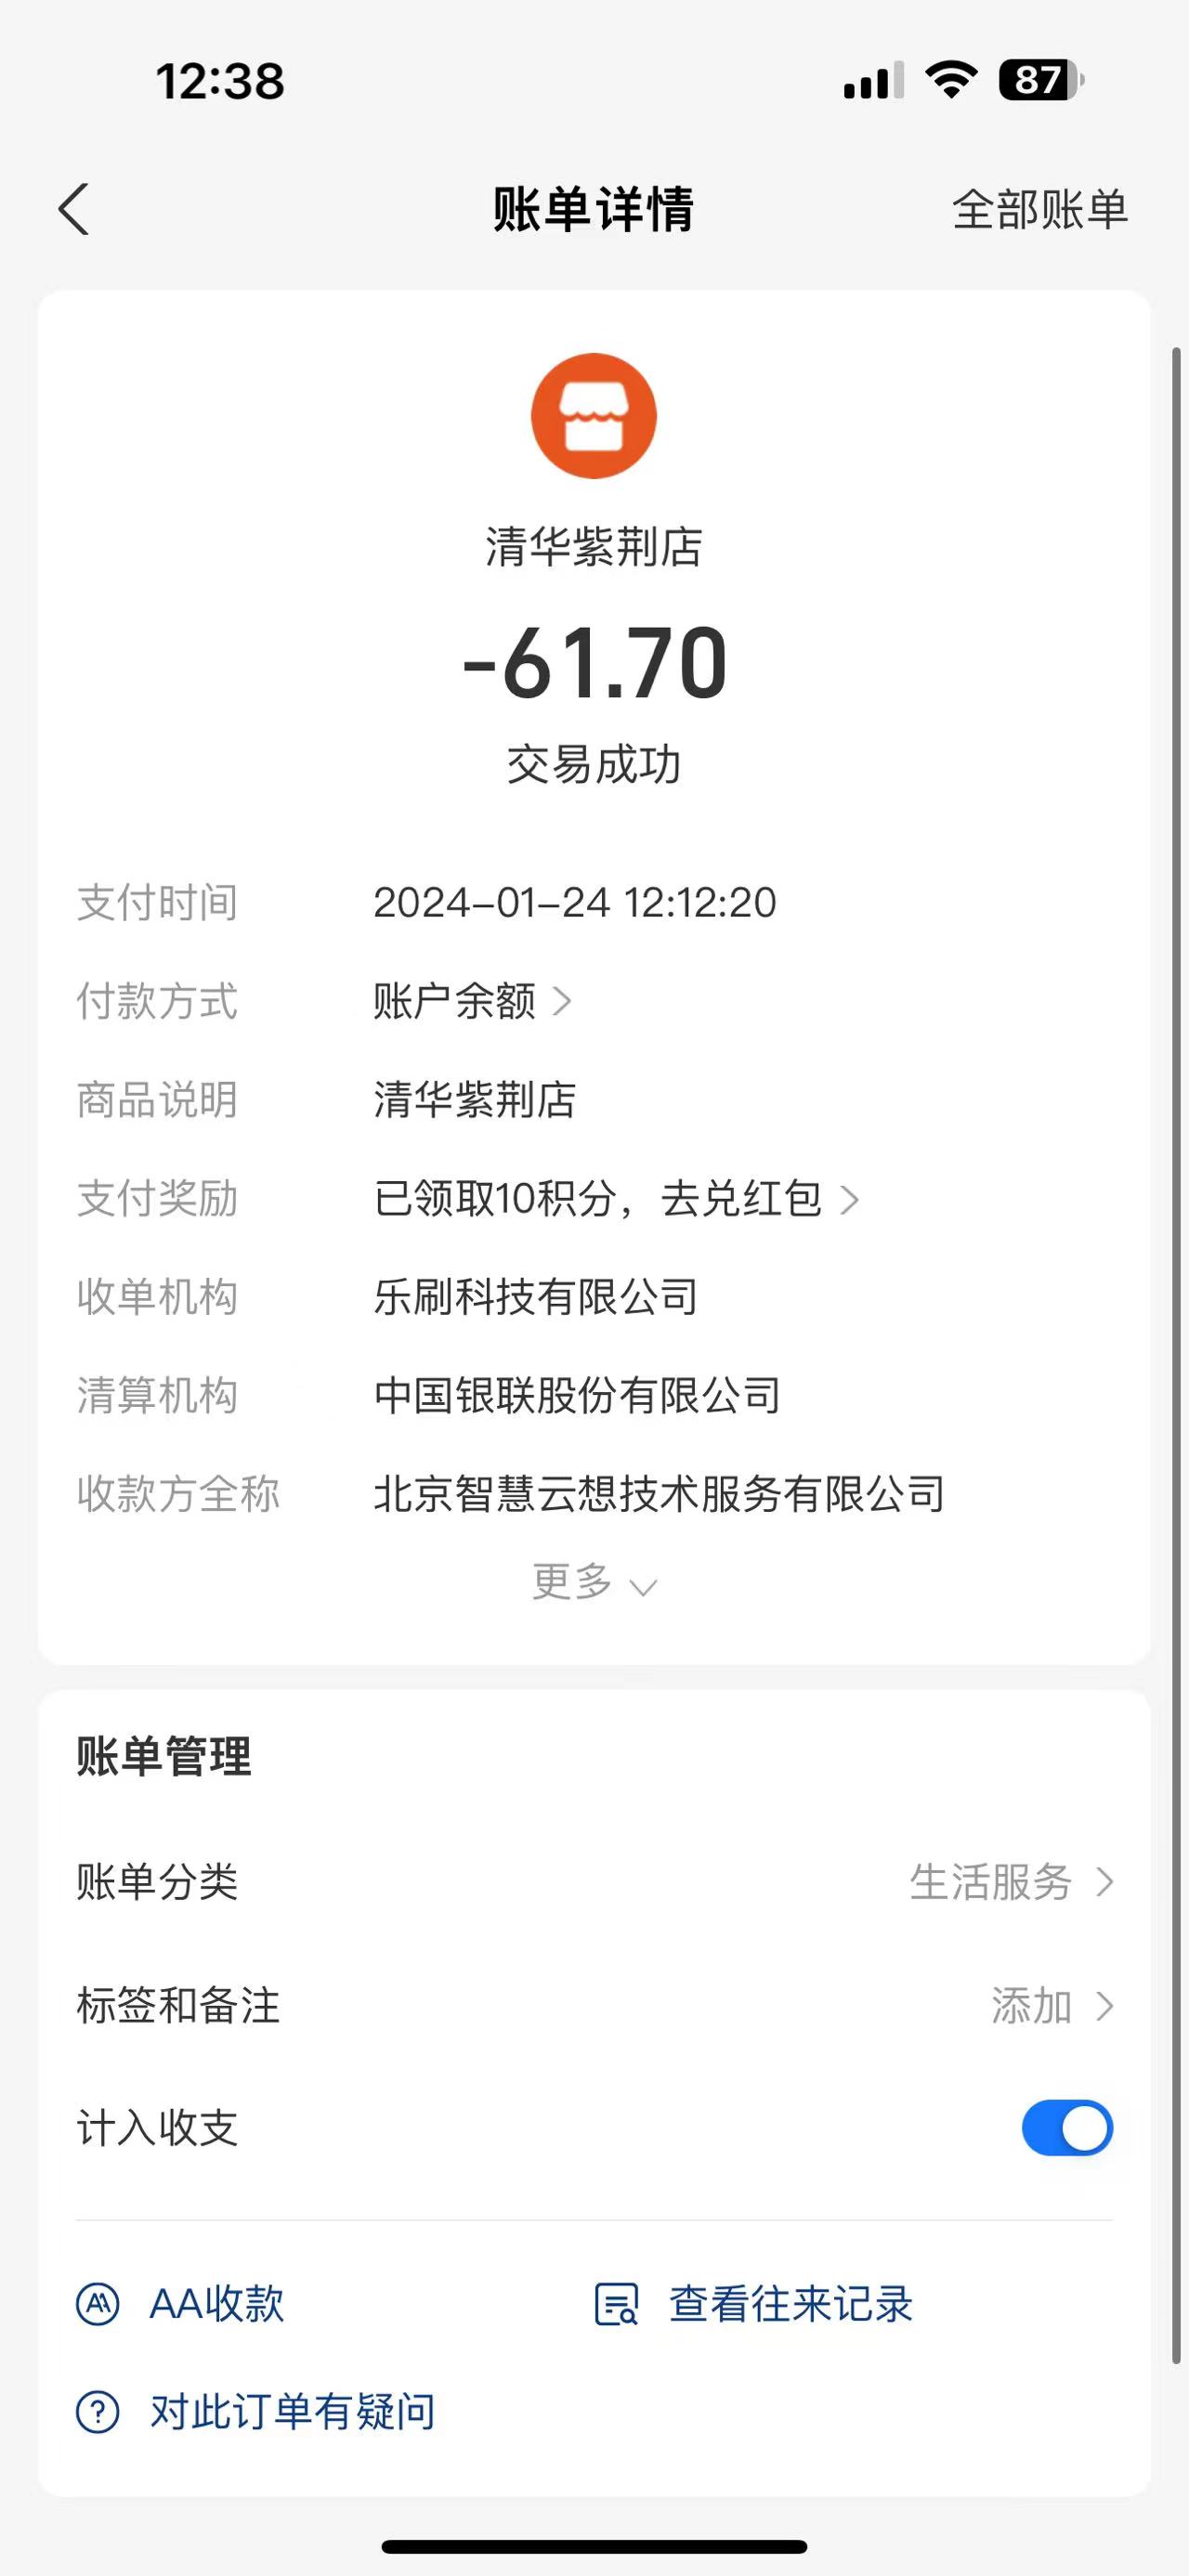 12:38
87
账单详情
全部账单
清华紫荆店
-61.70
交易成功
支付时间 2024-01-24 12:12:20
付款方式 账户余额
商品说明 清华紫荆店
支付奖励 已领取10积分，去兑红包
收单机构 乐刷科技有限公司
清算机构 中国银联股份有限公司
收款方全称 北京智慧云想技术服务有限公司
更多
账单管理
账单分类 生活服务
标签和备注 添加
计入收支
AA收款 查看往来记录
对此订单有疑问